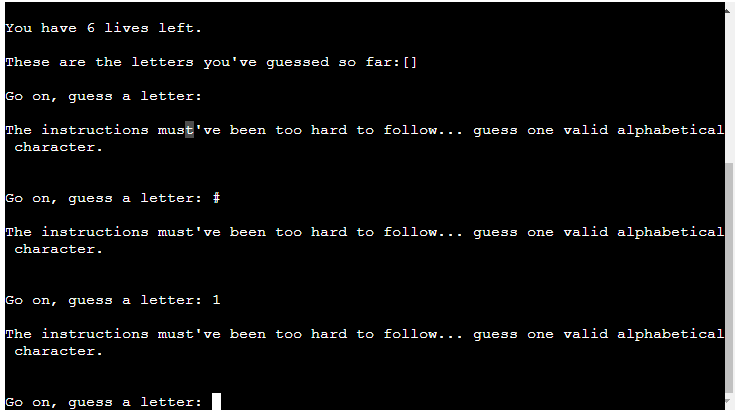 You have 6 lives left.
These are the letters you've guessed so far:[]
Go on, guess a letter:
The instructions must've been too hard to follow... guess one valid alphabetical
character.
Go on, guess a letter: #
The instructions must've been too hard to follow... guess one valid alphabetical
character.
Go on, guess a letter: 1
The instructions must've been too hard to follow... guess one valid alphabetical
character.
Go on, guess a letter: